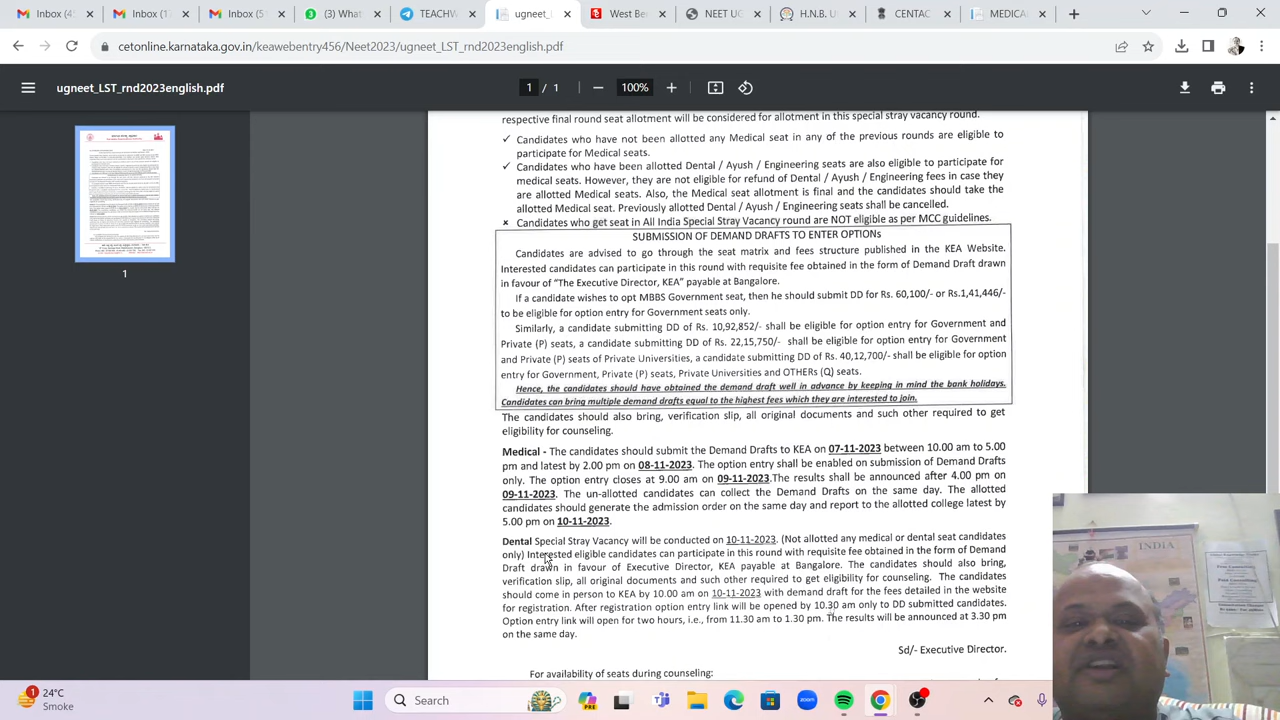 Inbox (4
Inbox (1
Inbox (5
(3) What
TEACHW
ugneet_
West Be
NEET UG
H.N.B. U
CENTAC
MEDICA
cetonline.karnataka.gov.in/keawebentry456/Neet2023/ugneet_LST_rnd2023english.pdf
ugneet_LST_rnd2023english.pdf
1 / 1
100%
1
respective final round seat allotment will be considered for allotment in this special stray vacancy round.
✓ Candidates who have not been allotted any Medical seat in the previous rounds are eligible to
participate for Medical seats.
✓ Candidates who have been allotted Dental / Ayush / Engineering seats are also eligible to participate for
medical seats. However, they are not eligible for refund of Dental / Ayush / Engineering fees in case they
are allotted Medical seats. Also, the Medical seat allotment is final and the candidates should take the
allotted Medical seat. Previously allotted Dental / Ayush / Engineering seats shall be cancelled.
x Candidates who get seat in All India Special Stray Vacancy round are NOT eligible as per MCC guidelines.
SUBMISSION OF DEMAND DRAFTS TO ENTER OPTIONs
Candidates are advised to go through the seat matrix and fees structure published in the KEA Website.
Interested candidates can participate in this round with requisite fee obtained in the form of Demand Draft drawn
in favour of "The Executive Director, KEA" payable at Bangalore.
If a candidate wishes to opt MBBS Government seat, then he should submit DD for Rs. 60,100/- or Rs.1,41,446/-
to be eligible for option entry for Government seats only.
Similarly, a candidate submitting DD of Rs. 10,92,852/- shall be eligible for option entry for Government and
Private (P) seats, a candidate submitting DD of Rs. 22,15,750/- shall be eligible for option entry for Government
and Private (P) seats of Private Universities, a candidate submitting DD of Rs. 40,12,700/- shall be eligible for option
entry for Government, Private (P) seats, Private Universities and OTHERs (Q) seats.
Hence, the candidates should have obtained the demand draft well in advance by keeping in mind the bank holidays.
Candidates can bring multiple demand drafts equal to the highest fees which they are interested to join.
The candidates should also bring, verification slip, all original documents and such other required to get
eligibility for counseling.
Medical - The candidates should submit the Demand Drafts to KEA on 07-11-2023 between 10.00 am to 5.00
pm and latest by 2.00 pm on 08-11-2023. The option entry shall be enabled on submission of Demand Drafts
only. The option entry closes at 9.00 am on 09-11-2023.The results shall be announced after 4.00 pm on
09-11-2023. The un-allotted candidates can collect the Demand Drafts on the same day. The allotted
candidates should generate the admission order on the same day and report to the allotted college latest by
5.00 pm on 10-11-2023.
Dental Special Stray Vacancy will be conducted on 10-11-2023. (Not allotted any medical or dental seat candidates
only) Interested eligible candidates can participate in this round with requisite fee obtained in the form of Demand
Draft drawn in favour of Executive Director, KEA payable at Bangalore. The candidates should also bring,
verification slip, all original documents and such other required to get eligibility for counseling. The candidates
should come in person to KEA by 10.00 am on 10-11-2023 with demand draft for the fees detailed in the website
for registration. After registration option entry link will be opened by 10.30 am only to DD submitted candidates.
Option entry link will open for two hours, i.e., from 11.30 am to 1.30 pm. The results will be announced at 3.30 pm
on the same day.
Sd/- Executive Director.
For availability of seats during counseling:
INDIA
1
24°C
Smoke
Search